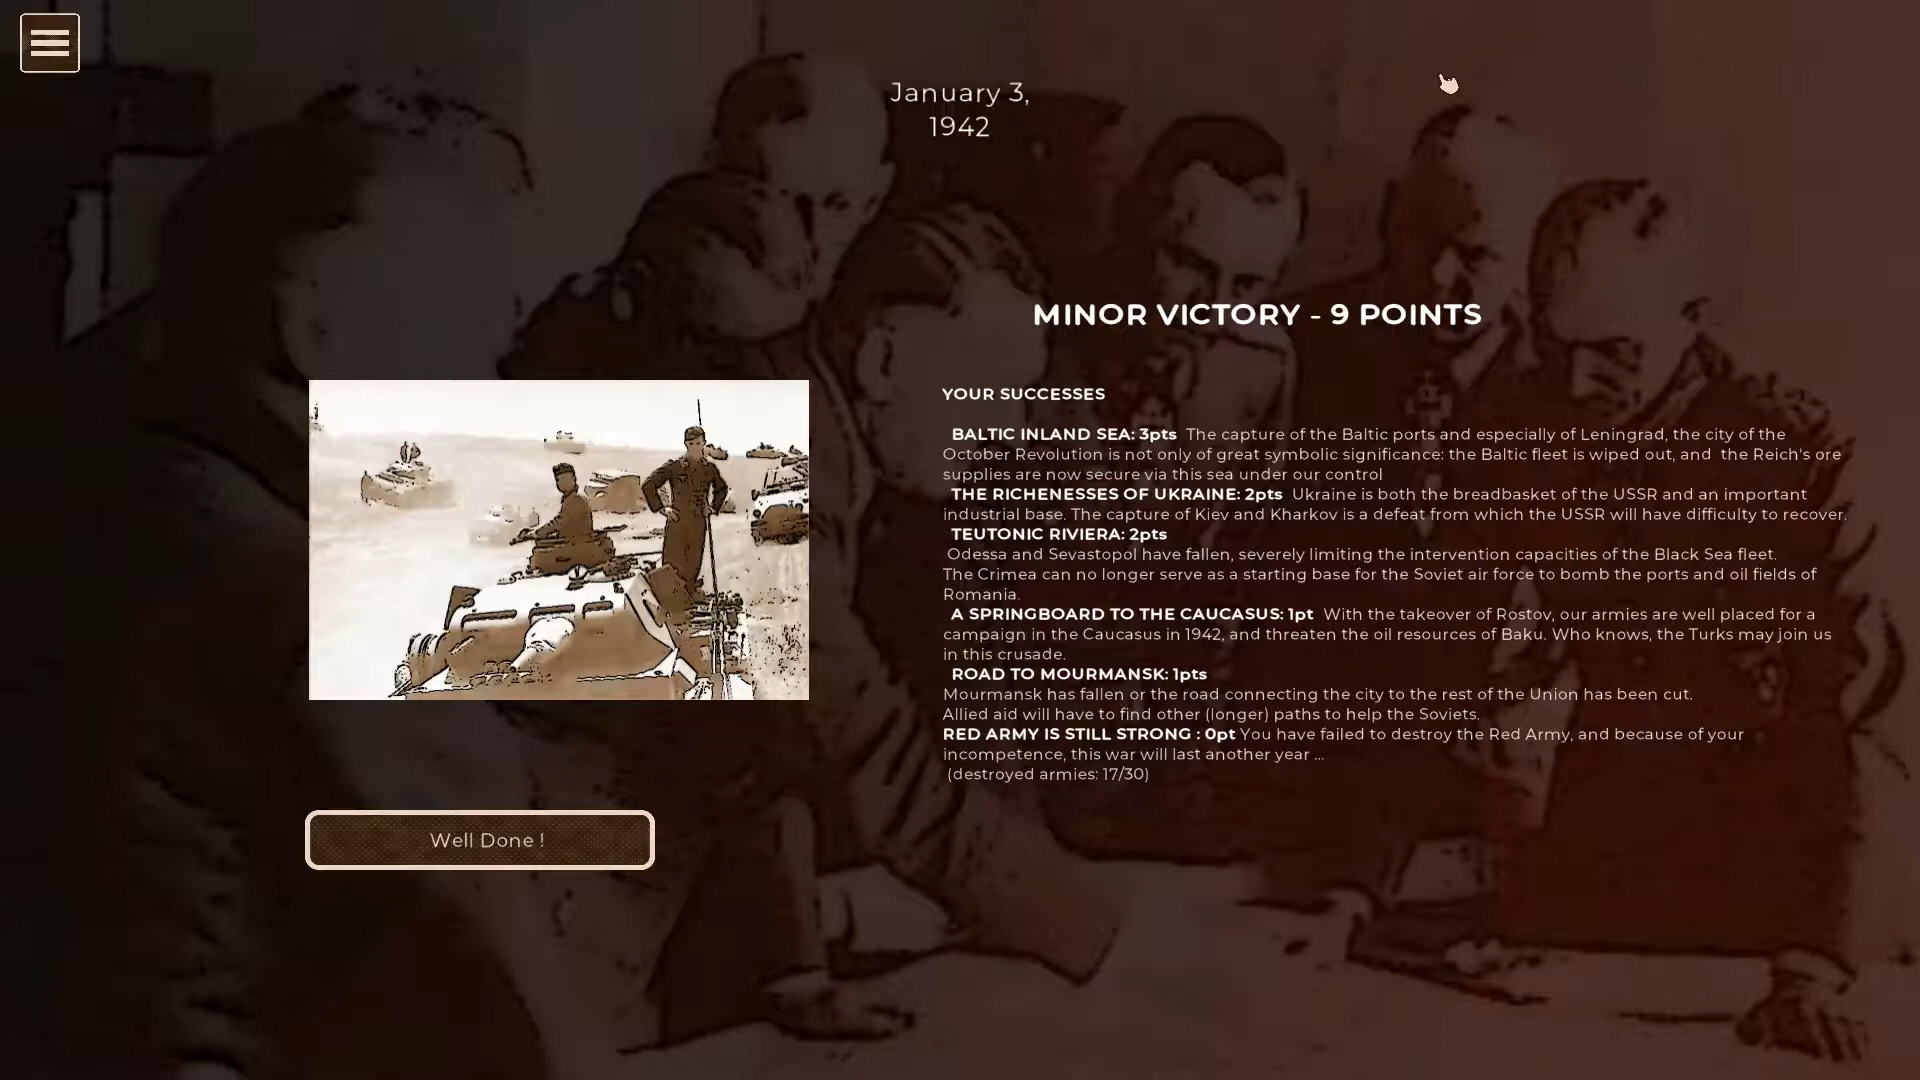 January 3,
1942
MINOR VICTORY - 9 POINTS
YOUR SUCCESSES
BALTIC INLAND SEA: 3pts The capture of the Baltic ports and especially of Leningrad, the city of the
October Revolution is not only of great symbolic significance: the Baltic fleet is wiped out, and the Reich's ore
supplies are now secure via this sea under our control
THE RICHENESSES OF UKRAINE: 2pts Ukraine is both the breadbasket of the USSR and an important
industrial base. The capture of Kiev and Kharkov is a defeat from which the USSR will have difficulty to recover.
TEUTONIC RIVIERA: 2pts
Odessa and Sevastopol have fallen, severely limiting the intervention capacities of the Black Sea fleet.
The Crimea can no longer serve as a starting base for the Soviet air force to bomb the ports and oil fields of
Romania.
A SPRINGBOARD TO THE CAUCASUS: 1pt With the takeover of Rostov, our armies are well placed for a
campaign in the Caucasus in 1942, and threaten the oil resources of Baku. Who knows, the Turks may join us
in this crusade.
ROAD TO MOURMANSK: 1pts
Mourmansk has fallen or the road connecting the city to the rest of the Union has been cut.
Allied aid will have to find other (longer) paths to help the Soviets.
RED ARMY IS STILL STRONG : 0pt You have failed to destroy the Red Army, and because of your
incompetence, this war will last another year ...
(destroyed armies: 17/30)
Well Done !